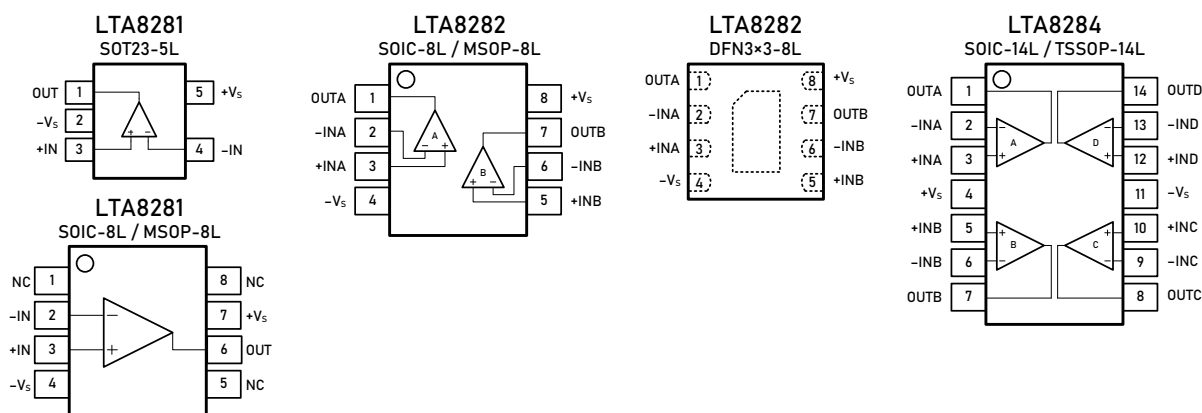 LTA8281
SOT23-5L
OUT 1 5 +VS
−VS 2
+IN 3 4 −IN
+ −
LTA8281
SOIC-8L / MSOP-8L
NC 1 8 NC
−IN 2 − 7 +VS
+IN 3 + 6 OUT
−VS 4 5 NC
LTA8282
SOIC-8L / MSOP-8L
OUTA 1 8 +VS
−INA 2 A − + 7 OUTB
+INA 3 B + − 6 −INB
−VS 4 5 +INB
LTA8282
DFN3×3-8L
OUTA 1 8 +VS
−INA 2 7 OUTB
+INA 3 6 −INB
−VS 4 5 +INB
LTA8284
SOIC-14L / TSSOP-14L
OUTA 1 14 OUTD
−INA 2 − A D − 13 −IND
+INA 3 + + 12 +IND
+VS 4 11 −VS
+INB 5 + B C + 10 +INC
−INB 6 − − 9 −INC
OUTB 7 8 OUTC